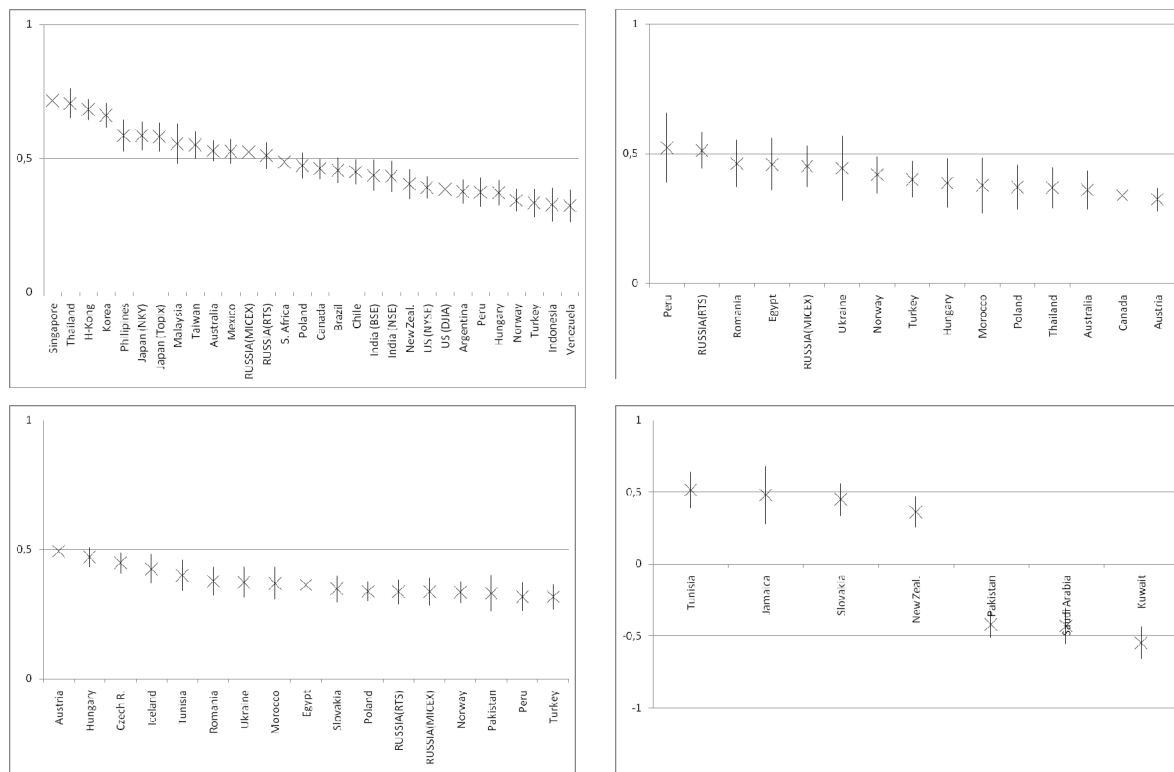 1
0,5
0
Singapore
Thailand
H-Kong
Korea
Philipines
Japan (NKY)
Japan (Topix)
Malaysia
Taiwan
Australia
Mexico
RUSSIA(MICEX)
RUSSIA(RTS)
S. Africa
Poland
Canada
Brazil
Chile
India (BSE)
India (NSE)
New Zeal.
US (NYSE)
US (DJIA)
Argentina
Peru
Hungary
Norway
Turkey
Indonesia
Venezuela
1
0,5
0
Peru
RUSSIA(RTS)
Romania
Egypt
RUSSIA(MICEX)
Ukraine
Norway
Turkey
Hungary
Morocco
Poland
Thailand
Australia
Canada
Austria
1
0,5
0
Austria
Hungary
Czech R.
Iceland
Tunisia
Romania
Ukraine
Morocco
Egypt
Slovakia
Poland
RUSSIA(RTS)
RUSSIA(MICEX)
Norway
Pakistan
Peru
Turkey
1
0,5
0
-0,5
-1
Tunisia
Jamaica
Slovakia
New Zeal.
Pakistan
Saudi Arabia
Kuwait